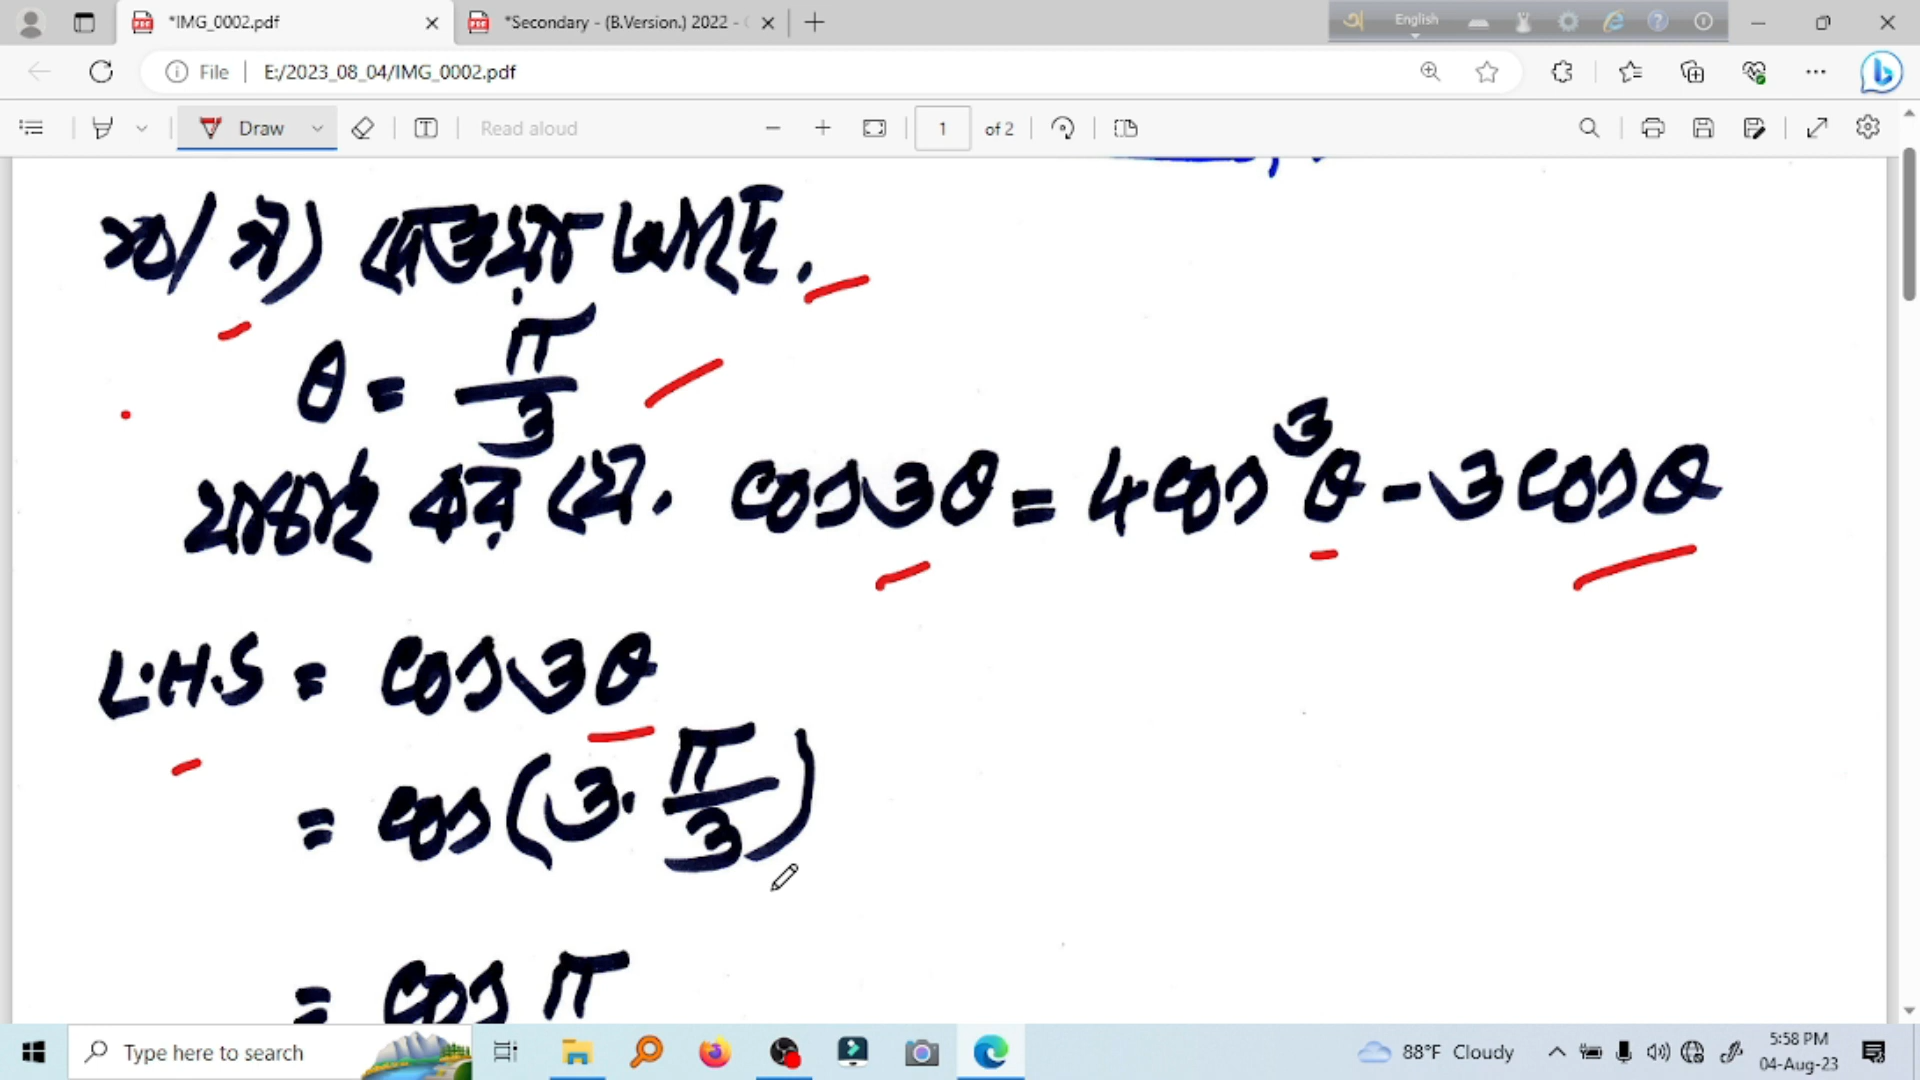 *IMG_0002.pdf
*Secondary - (B.Version.) 2022 -
English
File E:/2023_08_04/IMG_0002.pdf
Draw
Read aloud
1 of 2
দেওয়া আছে.
θ = π/3
যাচাই করতে হবে. cos3θ = 4cos³θ - 3cosθ
L.H.S = cos3θ
= cos(3. π/3)
= cos π
Type here to search
88°F Cloudy
5:58 PM
04-Aug-23